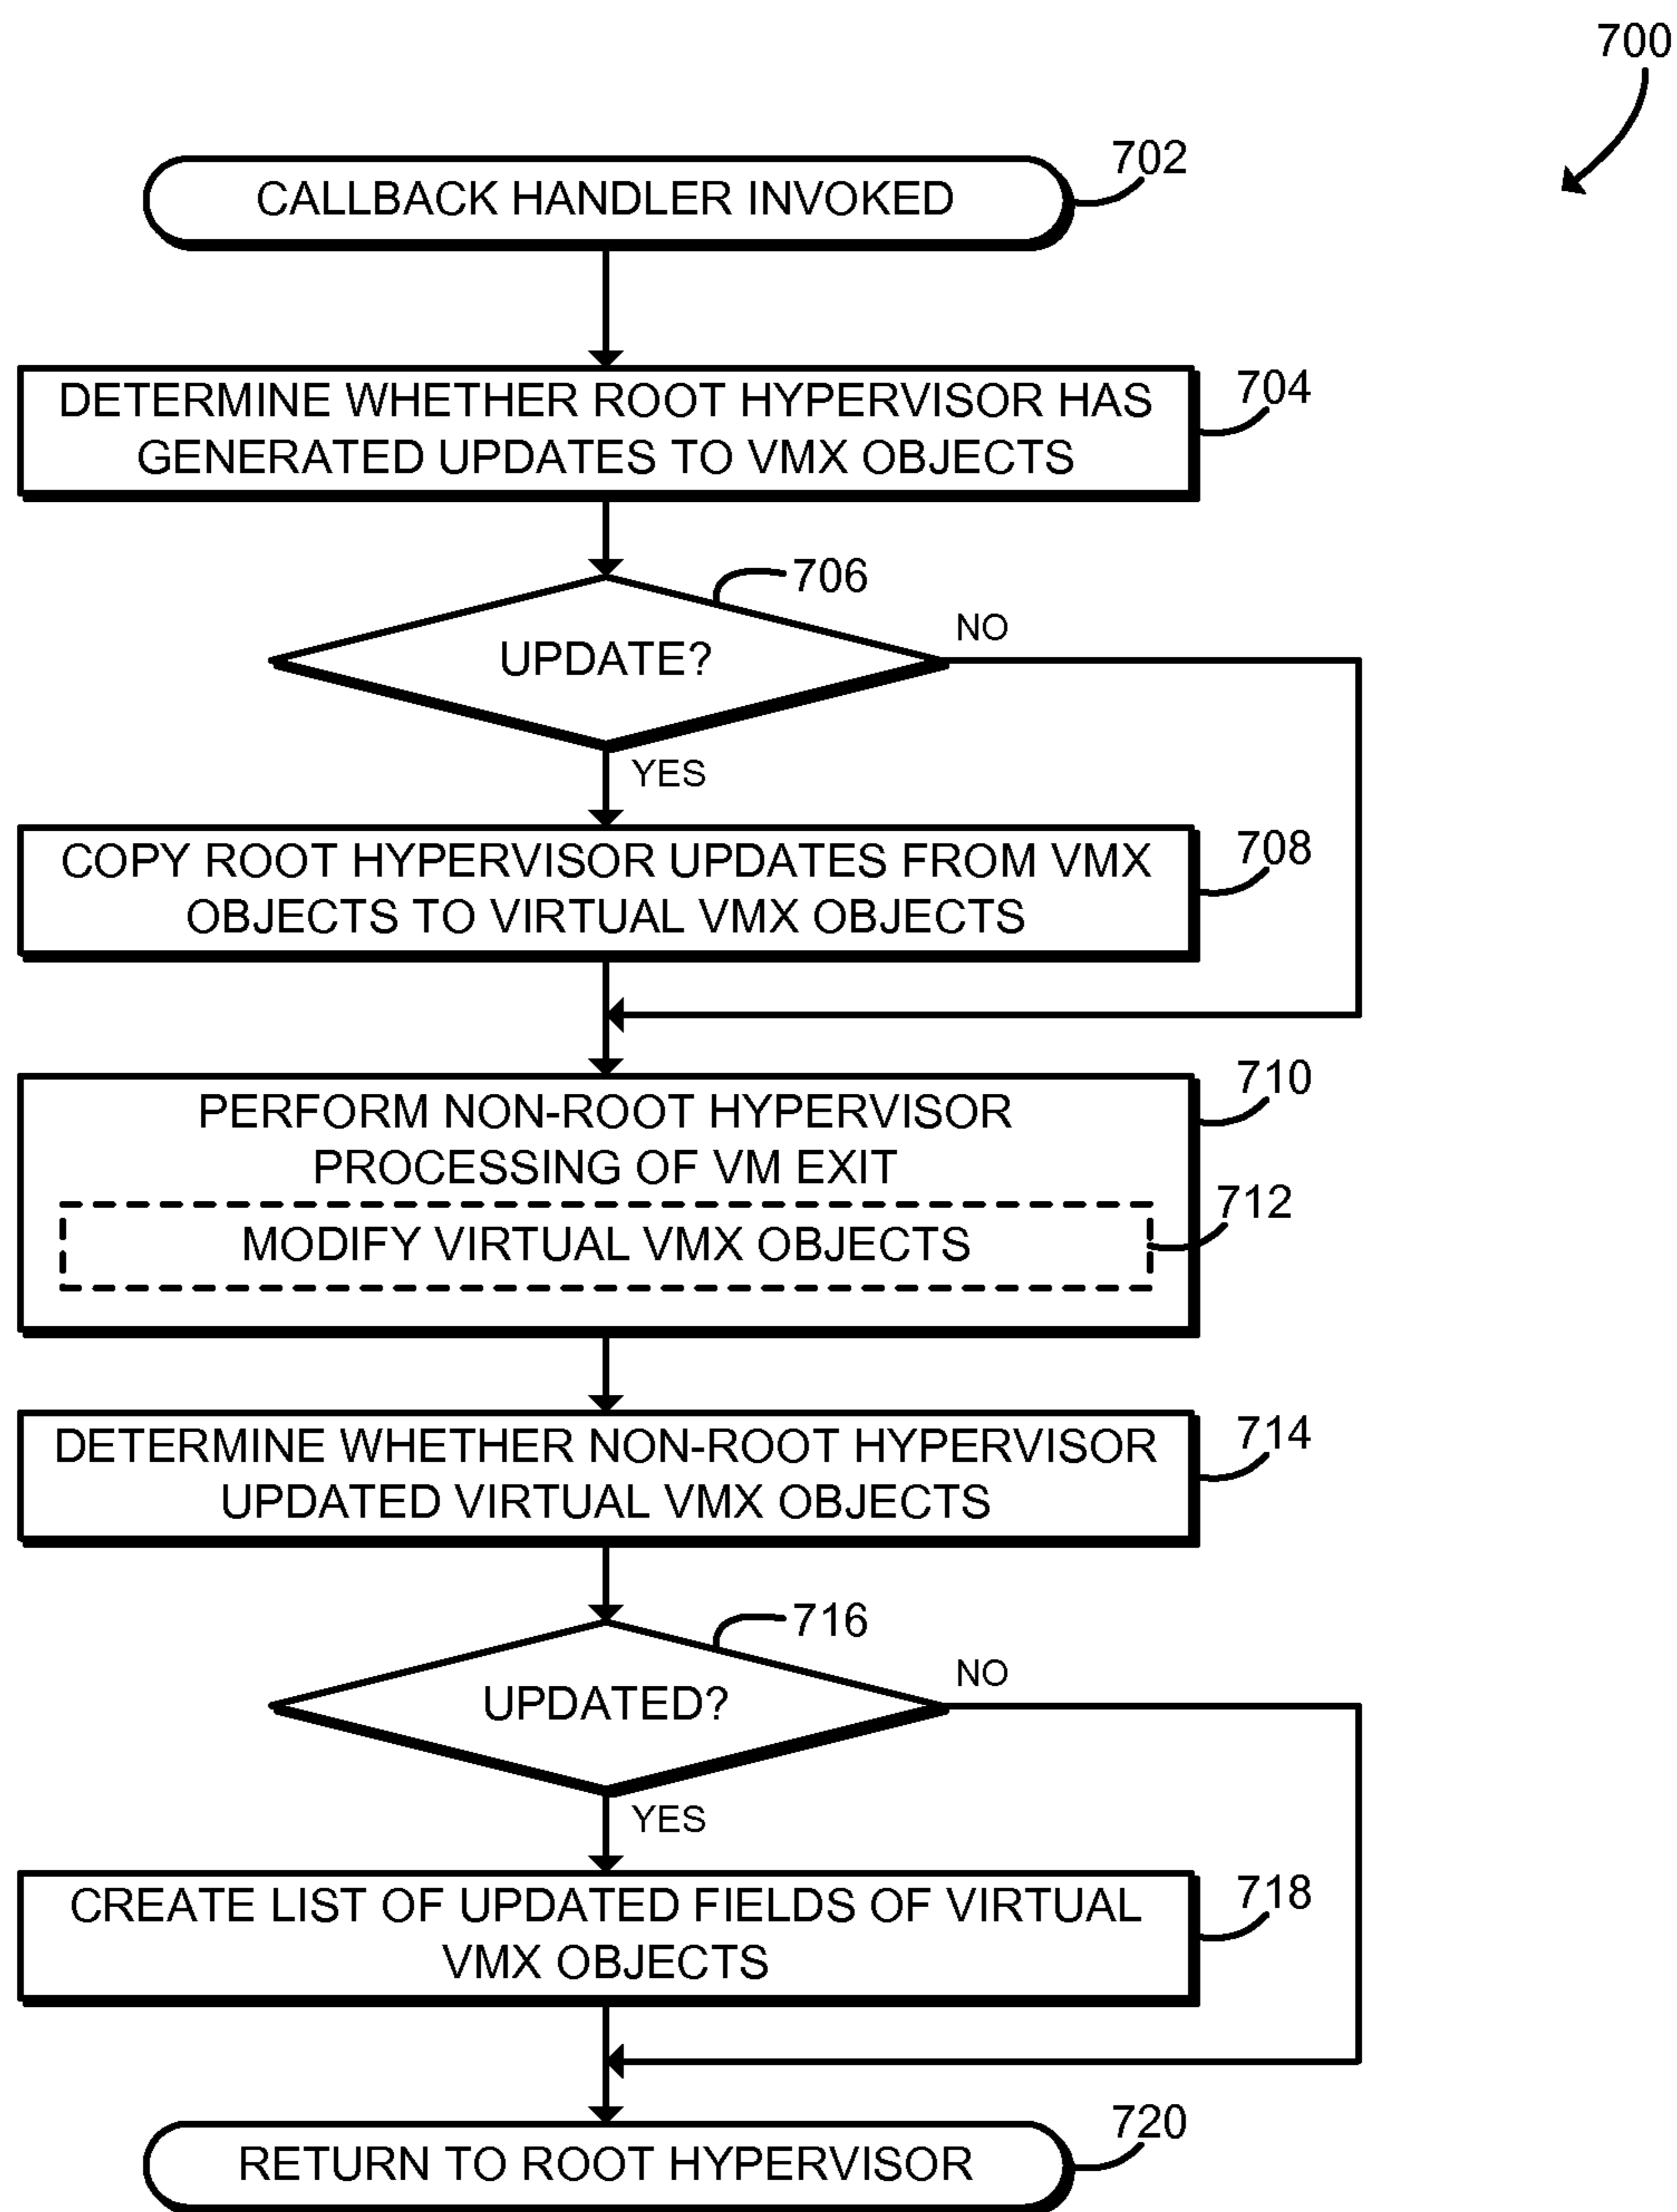 700
CALLBACK HANDLER INVOKED
702
DETERMINE WHETHER ROOT HYPERVISOR HAS
GENERATED UPDATES TO VMX OBJECTS
704
706
UPDATE?
NO
YES
COPY ROOT HYPERVISOR UPDATES FROM VMX
OBJECTS TO VIRTUAL VMX OBJECTS
708
PERFORM NON-ROOT HYPERVISOR
PROCESSING OF VM EXIT
710
MODIFY VIRTUAL VMX OBJECTS
712
DETERMINE WHETHER NON-ROOT HYPERVISOR
UPDATED VIRTUAL VMX OBJECTS
714
716
UPDATED?
NO
YES
CREATE LIST OF UPDATED FIELDS OF VIRTUAL
VMX OBJECTS
718
RETURN TO ROOT HYPERVISOR
720